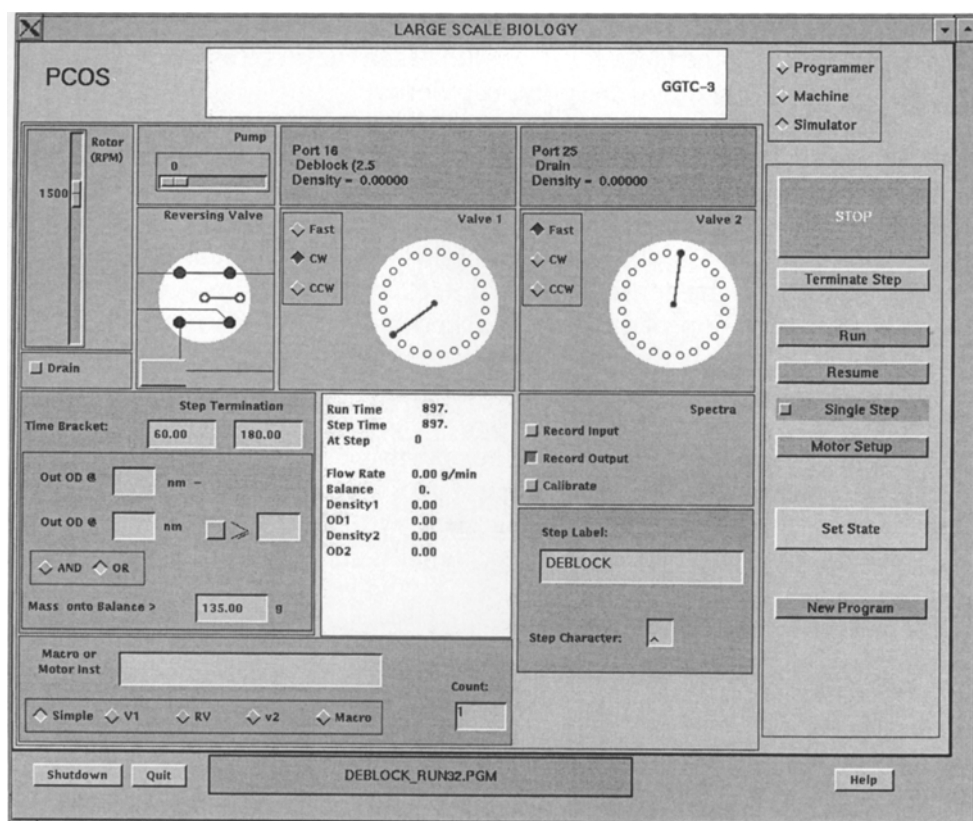 LARGE SCALE BIOLOGY
PCOS
GGTC-3
Programmer
Machine
Simulator
Rotor
(RPM)
1500
Drain
Pump
0
Port 16
Deblock (2.5
Density = 0.00000
Port 25
Drain
Density = 0.00000
Reversing Valve
Valve 1
Fast
CW
CCW
Valve 2
Fast
CW
CCW
STOP
Terminate Step
Run
Resume
Single Step
Motor Setup
Set State
New Program
Step Termination
Time Bracket:
60.00
180.00
Out OD @
nm -
Out OD @
nm
>
AND
OR
Mass onto Balance >
135.00
g
Run Time 897.
Step Time 897.
At Step 0
Flow Rate 0.00 g/min
Balance 0.
Density1 0.00
OD1 0.00
Density2 0.00
OD2 0.00
Spectra
Record Input
Record Output
Calibrate
Step Label:
DEBLOCK
Step Character:
^
Macro or
Motor Inst
Simple
V1
RV
v2
Macro
Count:
1
Shutdown
Quit
DEBLOCK_RUN32.PGM
Help